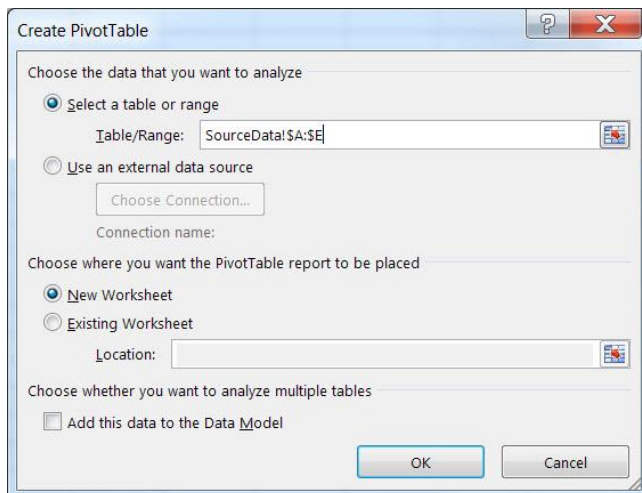 Create PivotTable
Choose the data that you want to analyze
Select a table or range
Table/Range: SourceData!$A:$E
Use an external data source
Choose Connection...
Connection name:
Choose where you want the PivotTable report to be placed
New Worksheet
Existing Worksheet
Location:
Choose whether you want to analyze multiple tables
Add this data to the Data Model
OK Cancel